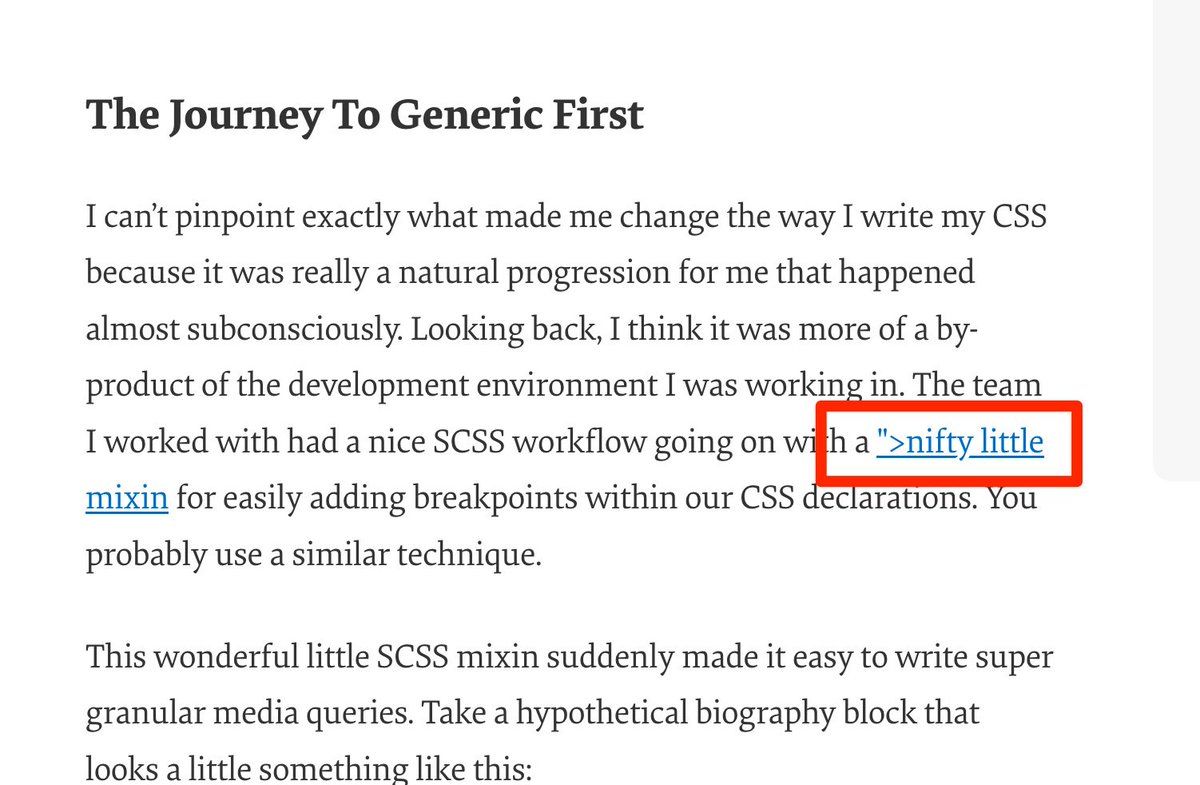 The Journey To Generic First
I can’t pinpoint exactly what made me change the way I write my CSS
because it was really a natural progression for me that happened
almost subconsciously. Looking back, I think it was more of a by-
product of the development environment I was working in. The team
I worked with had a nice SCSS workflow going on with a ">nifty little
mixin for easily adding breakpoints within our CSS declarations. You
probably use a similar technique.
This wonderful little SCSS mixin suddenly made it easy to write super
granular media queries. Take a hypothetical biography block that
looks a little something like this: